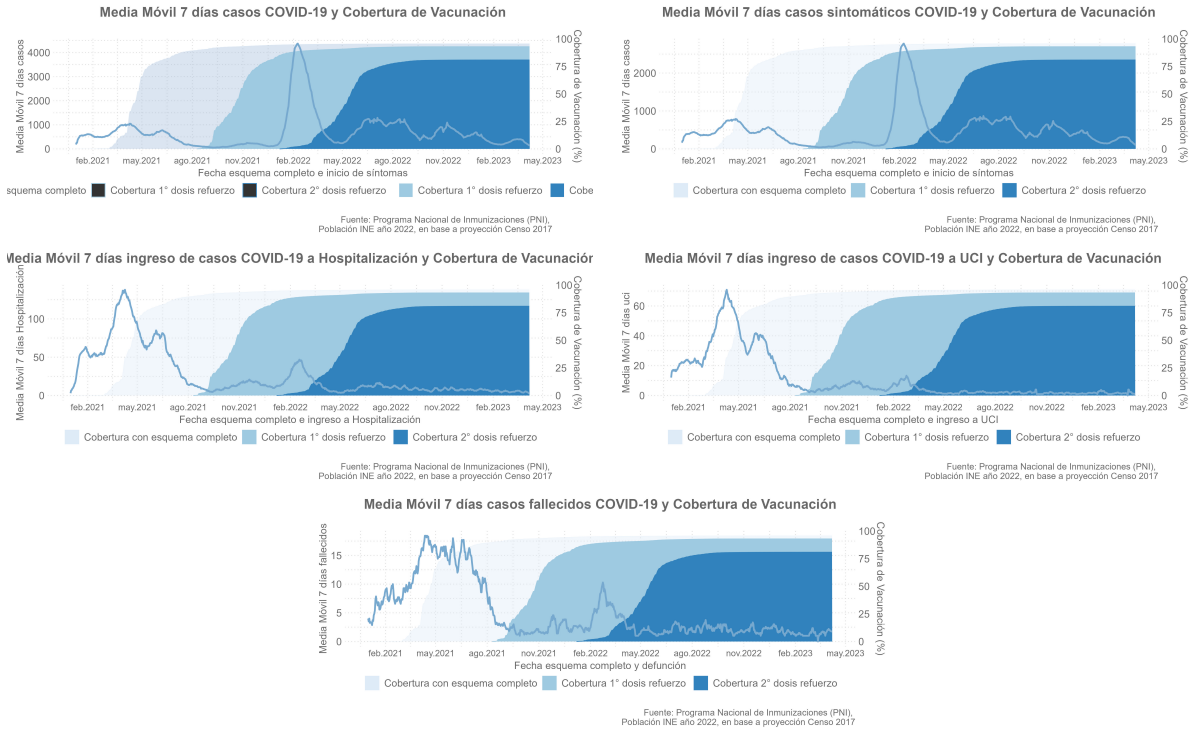 Media Móvil 7 días casos COVID-19 y Cobertura de Vacunación
Media Móvil 7 días casos
Cobertura de Vacunación (%)
4000
3000
2000
1000
0
100
75
50
25
0
feb.2021 may.2021 ago.2021 nov.2021 feb.2022 may.2022 ago.2022 nov.2022 feb.2023 may.2023
Fecha esquema completo e inicio de síntomas
squema completo Cobertura 1° dosis refuerzo Cobertura 2° dosis refuerzo Cobertura 1° dosis refuerzo Cobe
Fuente: Programa Nacional de Inmunizaciones (PNI),
Población INE año 2022, en base a proyección Censo 2017
Media Móvil 7 días casos sintomáticos COVID-19 y Cobertura de Vacunación
Media Móvil 7 días casos
Cobertura de Vacunación (%)
2000
1000
0
100
75
50
25
0
feb.2021 may.2021 ago.2021 nov.2021 feb.2022 may.2022 ago.2022 nov.2022 feb.2023 may.2023
Fecha esquema completo e inicio de síntomas
Cobertura con esquema completo Cobertura 1° dosis refuerzo Cobertura 2° dosis refuerzo
Fuente: Programa Nacional de Inmunizaciones (PNI),
Población INE año 2022, en base a proyección Censo 2017
Media Móvil 7 días ingreso de casos COVID-19 a Hospitalización y Cobertura de Vacunación
Media Móvil 7 días Hospitalización
Cobertura de Vacunación (%)
100
50
0
100
75
50
25
0
feb.2021 may.2021 ago.2021 nov.2021 feb.2022 may.2022 ago.2022 nov.2022 feb.2023 may.2023
Fecha esquema completo e ingreso a Hospitalización
Cobertura con esquema completo Cobertura 1° dosis refuerzo Cobertura 2° dosis refuerzo
Fuente: Programa Nacional de Inmunizaciones (PNI),
Población INE año 2022, en base a proyección Censo 2017
Media Móvil 7 días ingreso de casos COVID-19 a UCI y Cobertura de Vacunación
Media Móvil 7 días uci
Cobertura de Vacunación (%)
60
40
20
0
100
75
50
25
0
feb.2021 may.2021 ago.2021 nov.2021 feb.2022 may.2022 ago.2022 nov.2022 feb.2023 may.2023
Fecha esquema completo e ingreso a UCI
Cobertura con esquema completo Cobertura 1° dosis refuerzo Cobertura 2° dosis refuerzo
Fuente: Programa Nacional de Inmunizaciones (PNI),
Población INE año 2022, en base a proyección Censo 2017
Media Móvil 7 días casos fallecidos COVID-19 y Cobertura de Vacunación
Media Móvil 7 días fallecidos
Cobertura de Vacunación (%)
15
10
5
0
100
75
50
25
0
feb.2021 may.2021 ago.2021 nov.2021 feb.2022 may.2022 ago.2022 nov.2022 feb.2023 may.2023
Fecha esquema completo y defunción
Cobertura con esquema completo Cobertura 1° dosis refuerzo Cobertura 2° dosis refuerzo
Fuente: Programa Nacional de Inmunizaciones (PNI),
Población INE año 2022, en base a proyección Censo 2017